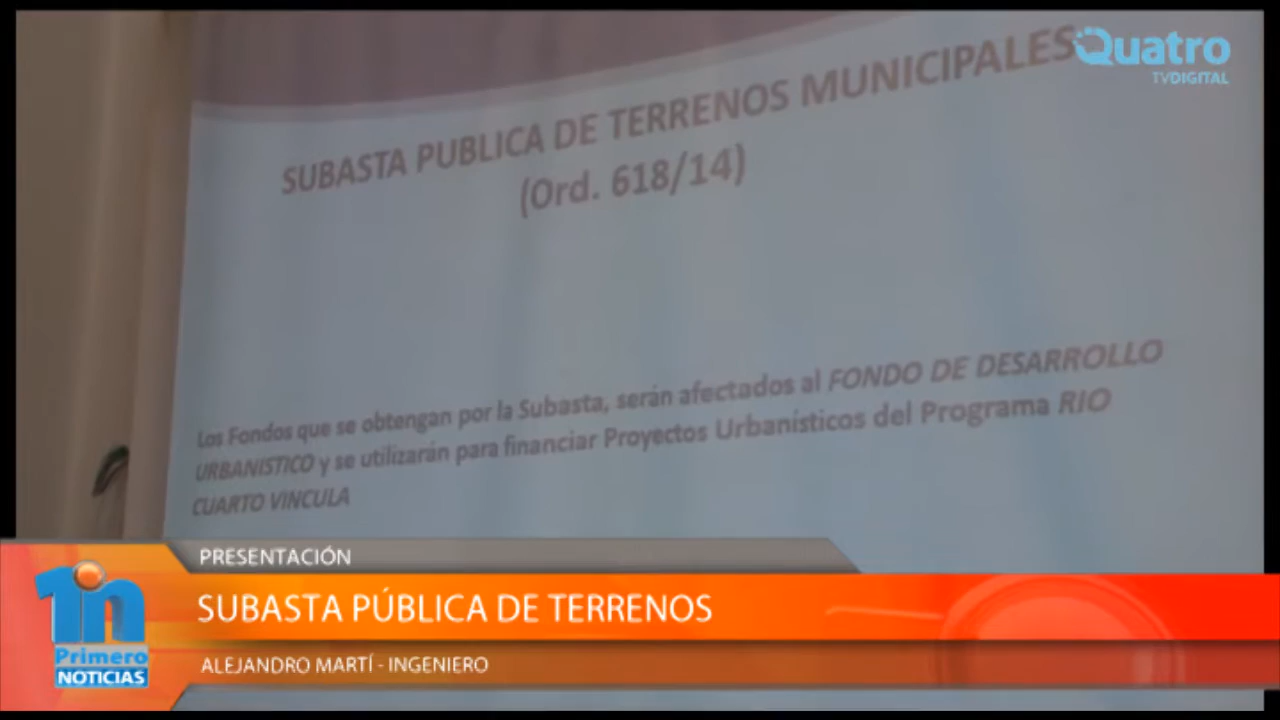 Quatro
TVDIGITAL
SUBASTA PUBLICA DE TERRENOS MUNICIPALES
(Ord. 618/14)
Los Fondos que se obtengan por la Subasta, serán afectados al FONDO DE DESARROLLO
URBANISTICO y se utilizarán para financiar Proyectos Urbanísticos del Programa RIO
CUARTO VINCULA
PRESENTACIÓN
SUBASTA PÚBLICA DE TERRENOS
ALEJANDRO MARTÍ - INGENIERO
1n
Primero
NOTICIAS